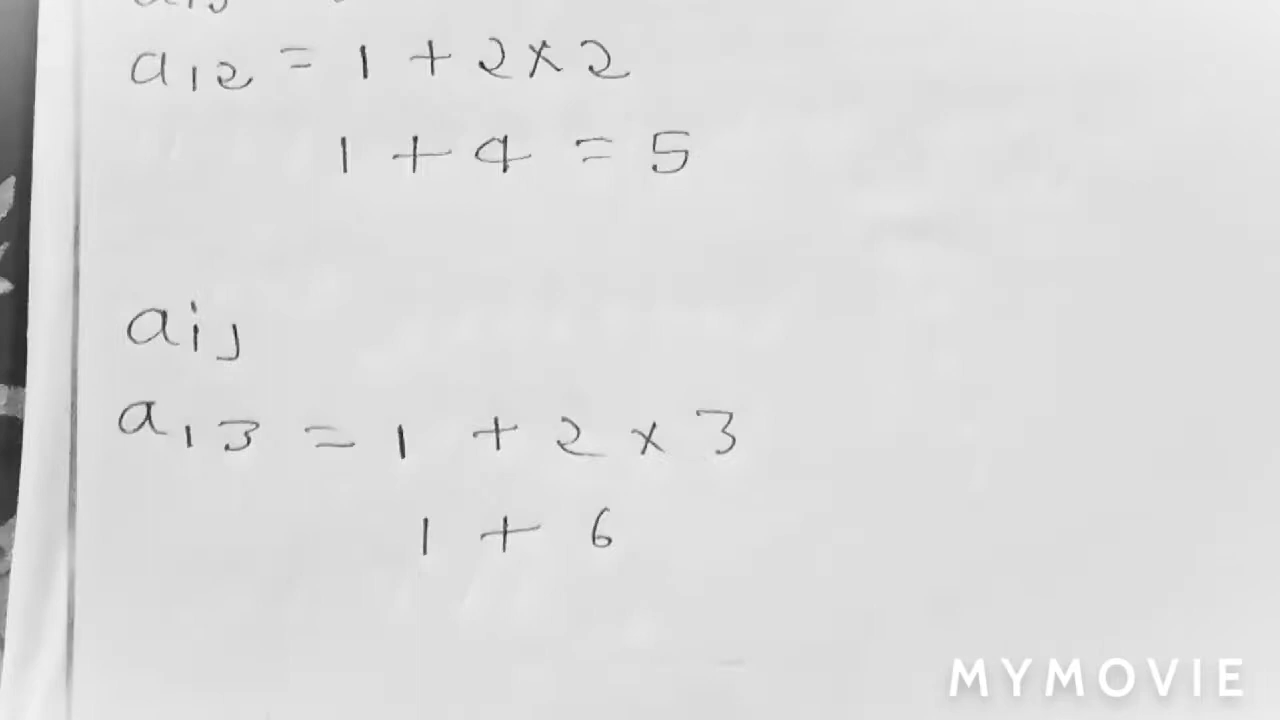 a12 = 1 + 2×2
1 + 4 = 5
aij
a13 = 1 + 2 × 3
1 + 6
MYMOVIE